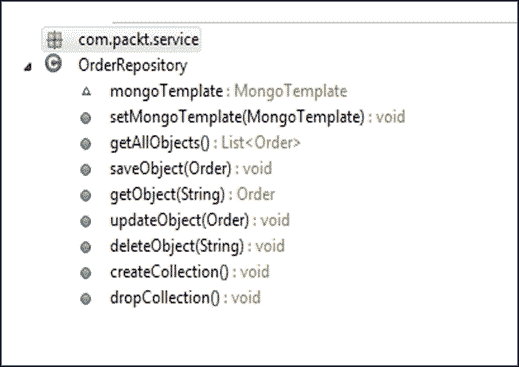 com.packt.service
OrderRepository
mongoTemplate : MongoTemplate
setMongoTemplate(MongoTemplate) : void
getAllObjects() : List<Order>
saveObject(Order) : void
getObject(String) : Order
updateObject(Order) : void
deleteObject(String) : void
createCollection() : void
dropCollection() : void